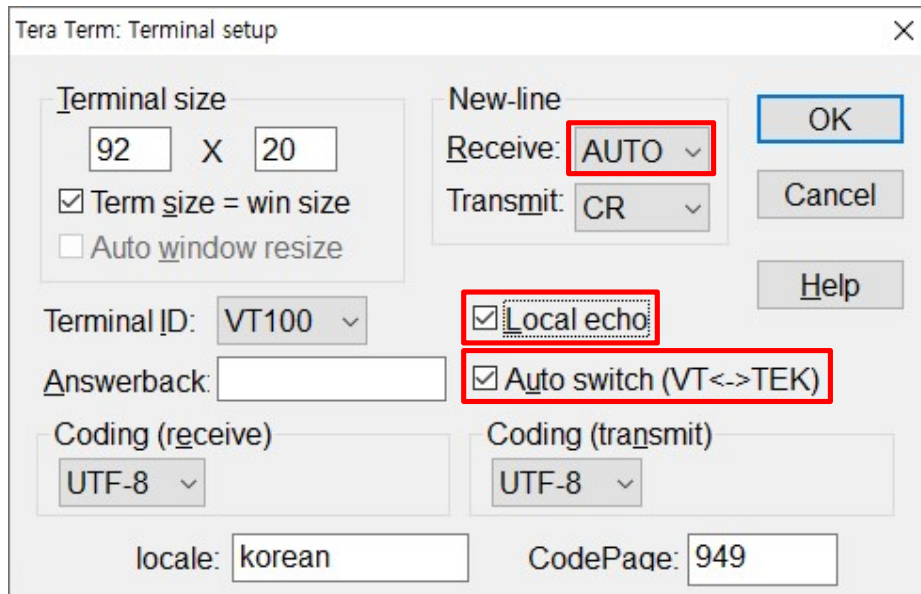 Tera Term: Terminal setup
Terminal size
92 X 20
Term size = win size
Auto window resize
New-line
Receive: AUTO
Transmit: CR
OK
Cancel
Help
Terminal ID: VT100
Local echo
Answerback:
Auto switch (VT<->TEK)
Coding (receive)
UTF-8
Coding (transmit)
UTF-8
locale: korean
CodePage: 949